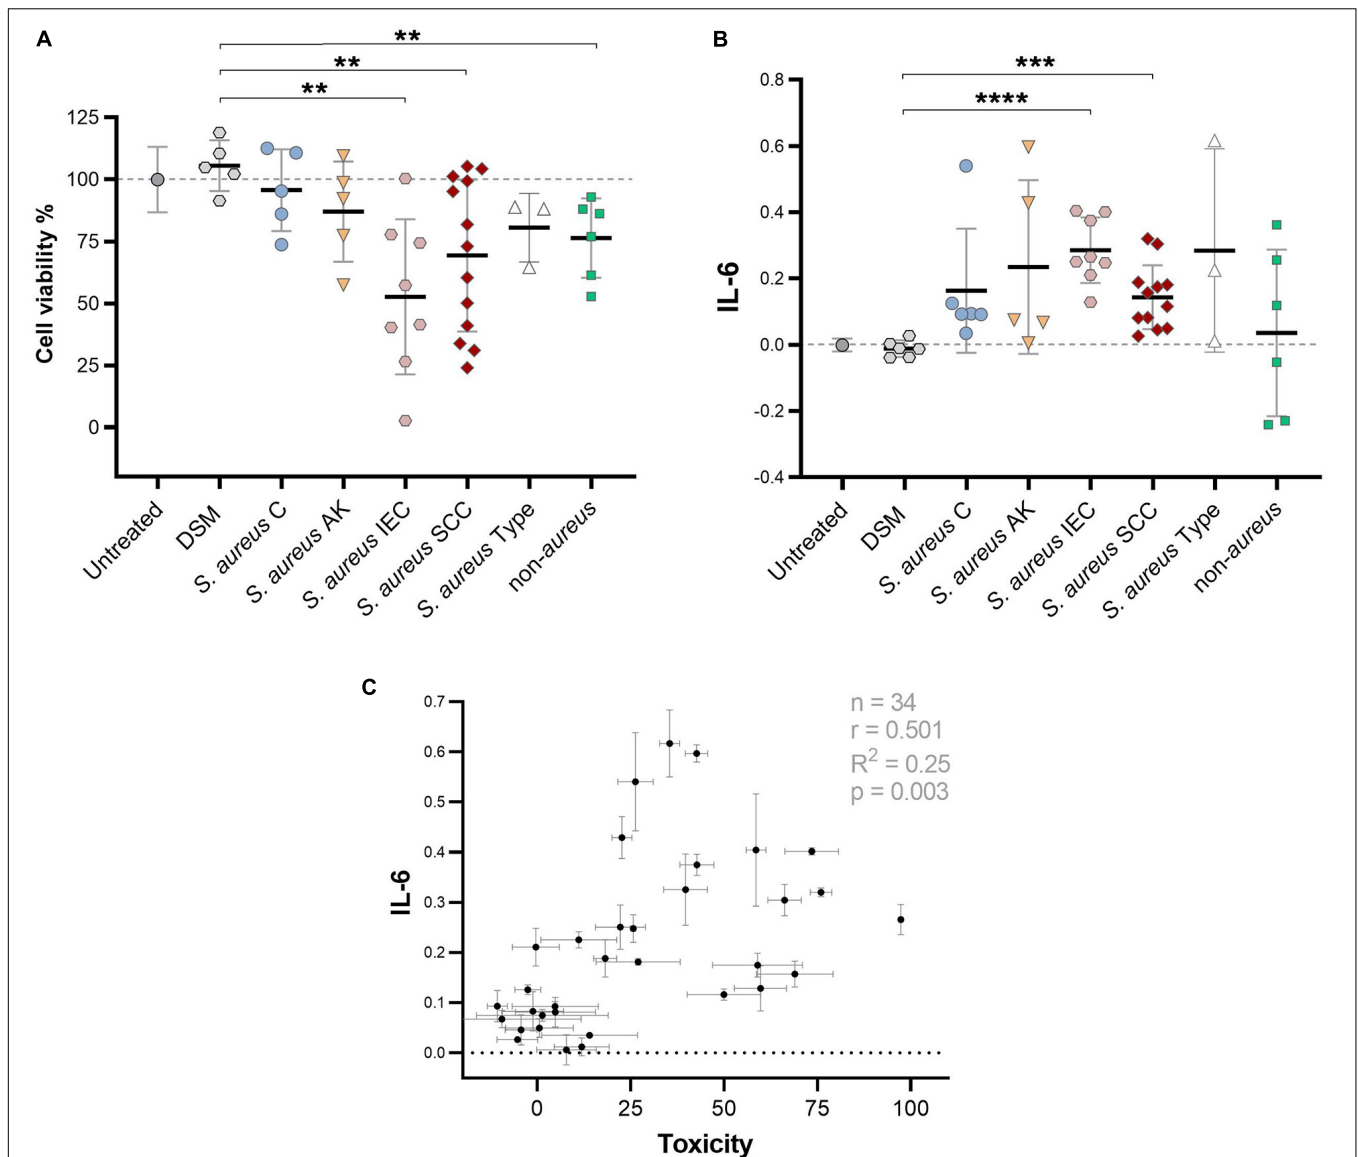 A
**
**
**
125
100
75
50
25
0
Cell viability %
Untreated
DSM
S. aureus C
S. aureus AK
S. aureus IEC
S. aureus SCC
S. aureus Type
non-aureus
B
***
****
0.8
0.6
0.4
0.2
0.0
-0.2
-0.4
IL-6
Untreated
DSM
S. aureus C
S. aureus AK
S. aureus IEC
S. aureus SCC
S. aureus Type
non-aureus
C
n = 34
r = 0.501
R² = 0.25
p = 0.003
0.7
0.6
0.5
0.4
0.3
0.2
0.1
0.0
IL-6
0 25 50 75 100
Toxicity